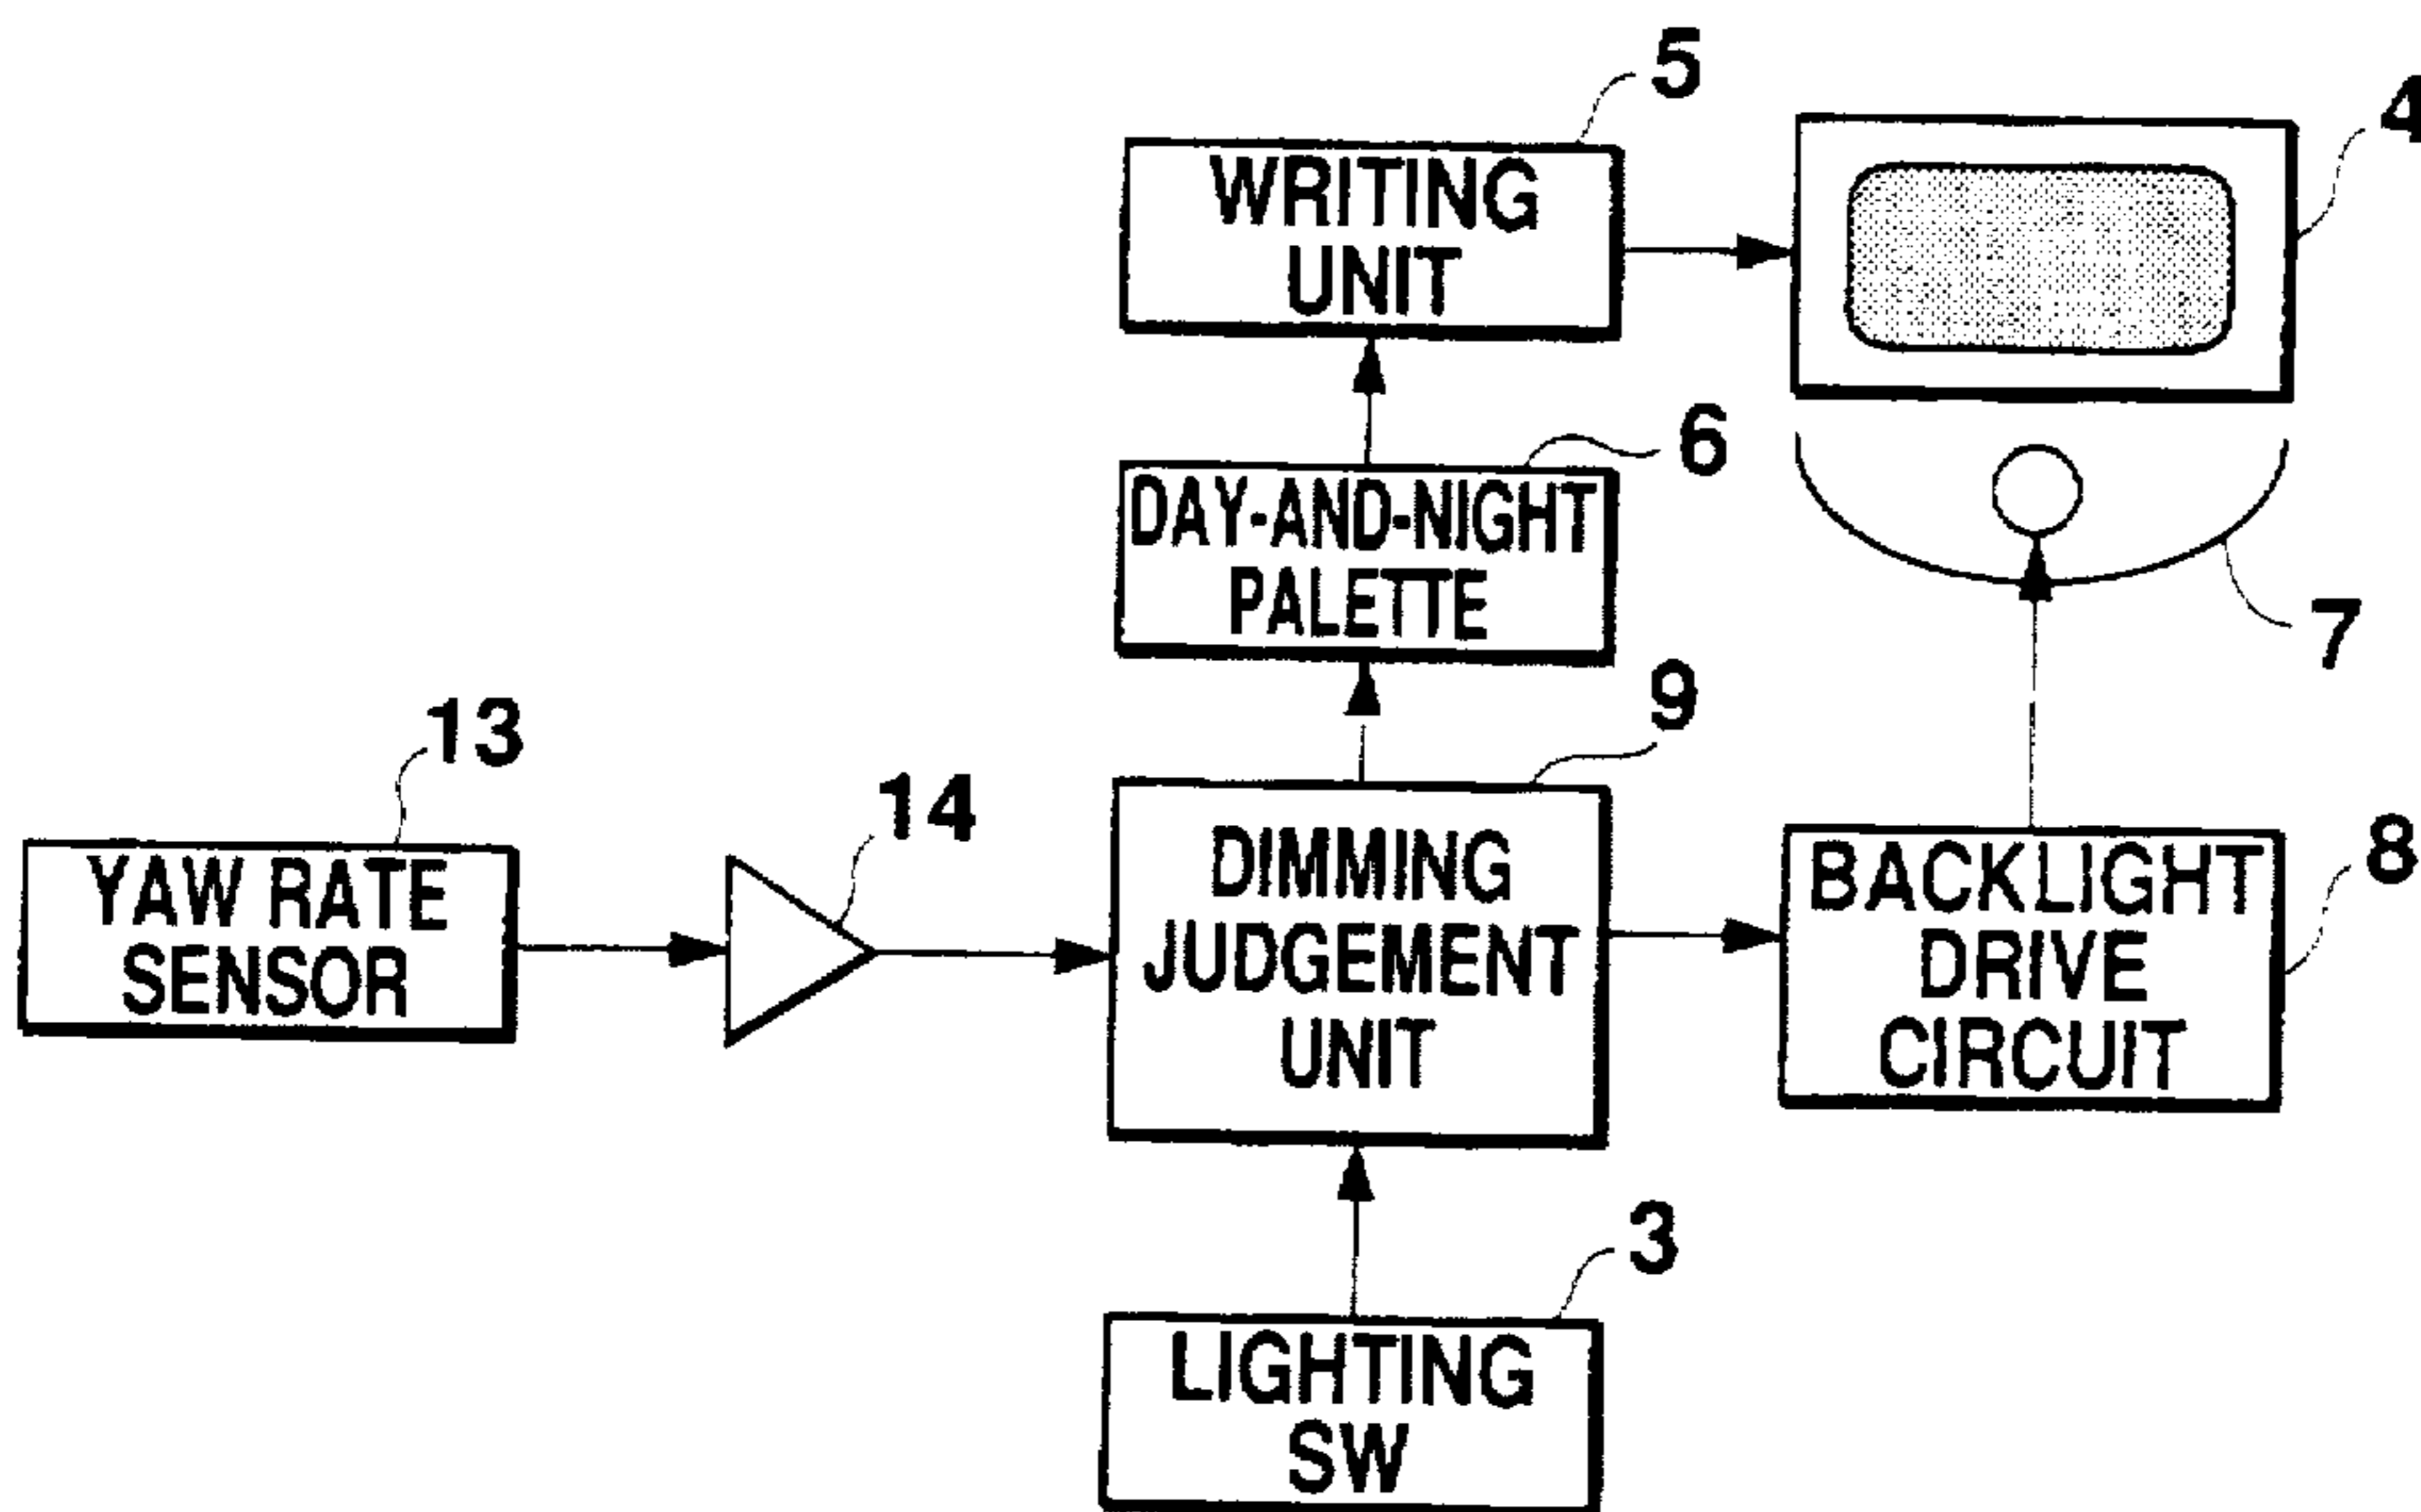 5
4
WRITING
UNIT
6
DAY-AND-NIGHT
PALETTE
7
13
14
9
8
YAW RATE
SENSOR
DIMMING
JUDGEMENT
UNIT
BACKLIGHT
DRIVE
CIRCUIT
3
LIGHTING
SW